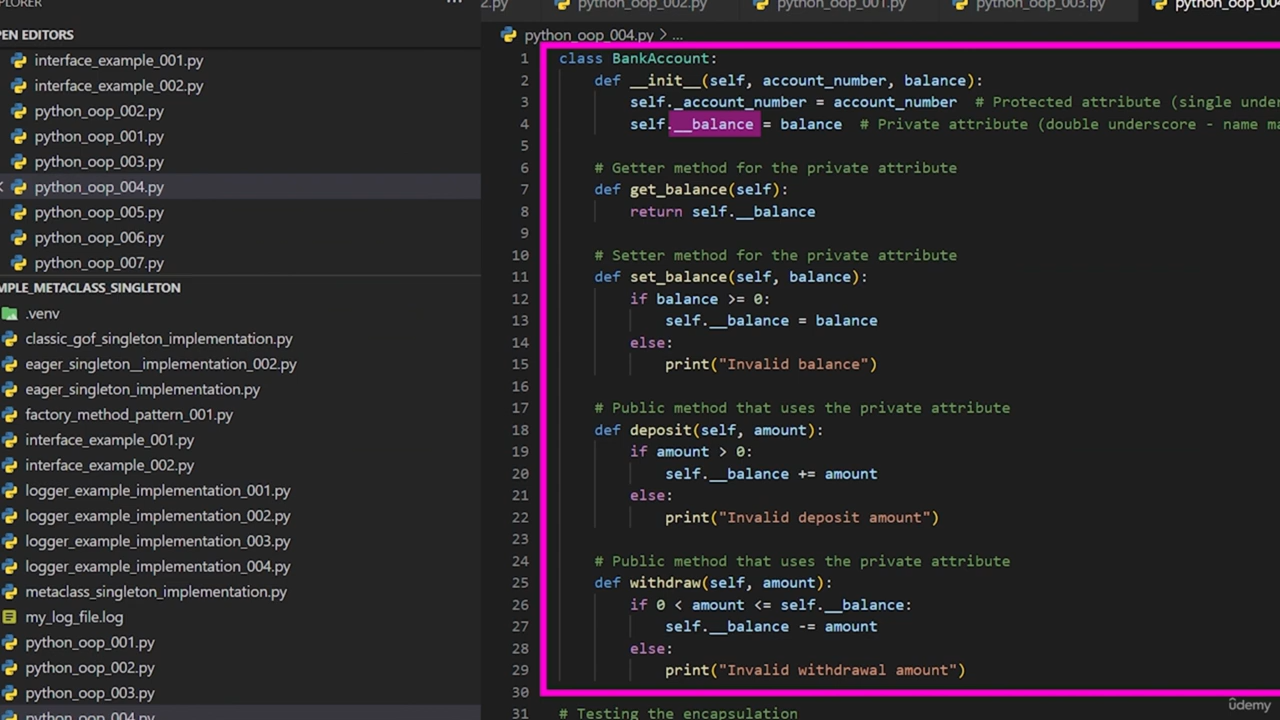 PLORER
...
2.py python_oop_002.py python_oop_001.py python_oop_003.py python_oop_004
PEN EDITORS
interface_example_001.py
interface_example_002.py
python_oop_002.py
python_oop_001.py
python_oop_003.py
python_oop_004.py
python_oop_005.py
python_oop_006.py
python_oop_007.py
MPLE_METACLASS_SINGLETON
.venv
classic_gof_singleton_implementation.py
eager_singleton__implementation_002.py
eager_singleton_implementation.py
factory_method_pattern_001.py
interface_example_001.py
interface_example_002.py
logger_example_implementation_001.py
logger_example_implementation_002.py
logger_example_implementation_003.py
logger_example_implementation_004.py
metaclass_singleton_implementation.py
my_log_file.log
python_oop_001.py
python_oop_002.py
python_oop_003.py
python_oop_004.py
python_oop_004.py > ...
1 class BankAccount:
2 def __init__(self, account_number, balance):
3 self._account_number = account_number # Protected attribute (single unde
4 self.__balance = balance # Private attribute (double underscore - name ma
5
6 # Getter method for the private attribute
7 def get_balance(self):
8 return self.__balance
9
10 # Setter method for the private attribute
11 def set_balance(self, balance):
12 if balance >= 0:
13 self.__balance = balance
14 else:
15 print("Invalid balance")
16
17 # Public method that uses the private attribute
18 def deposit(self, amount):
19 if amount > 0:
20 self.__balance += amount
21 else:
22 print("Invalid deposit amount")
23
24 # Public method that uses the private attribute
25 def withdraw(self, amount):
26 if 0 < amount <= self.__balance:
27 self.__balance -= amount
28 else:
29 print("Invalid withdrawal amount")
30
31 # Testing the encapsulation
ûdemy